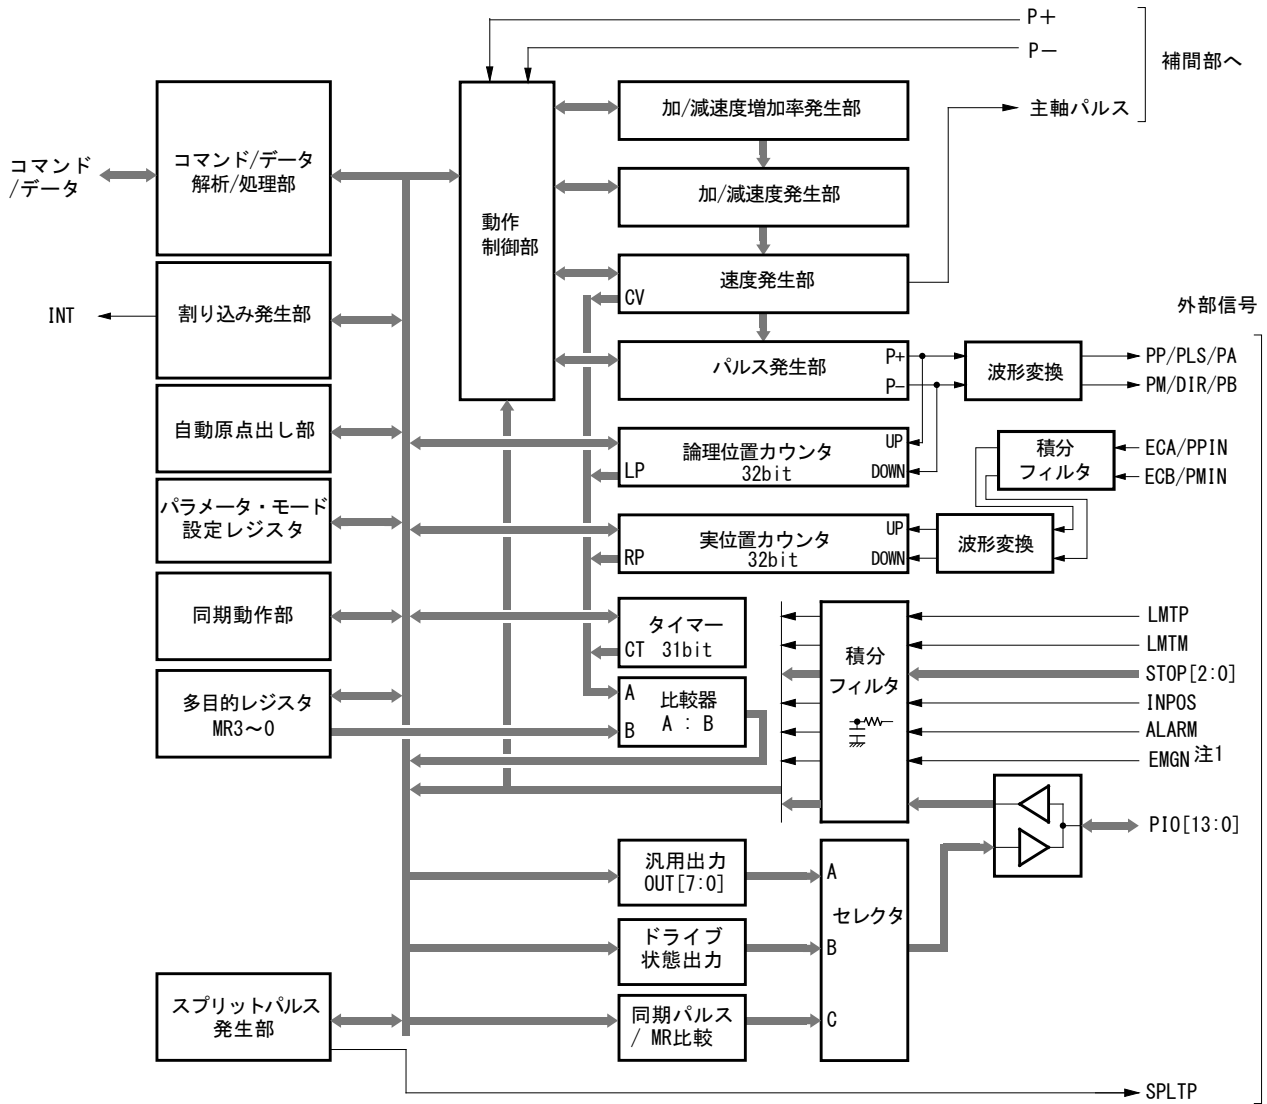 P+
P−
補間部へ
主軸パルス
コマンド
/データ
コマンド/データ
解析/処理部
動作
制御部
加/減速度増加率発生部
加/減速度発生部
速度発生部
CV
INT
割り込み発生部
外部信号
パルス発生部
P+
P-
波形変換
PP/PLS/PA
PM/DIR/PB
自動原点出し部
論理位置カウンタ
32bit
UP
DOWN
LP
積分
フィルタ
ECA/PPIN
ECB/PMIN
パラメータ・モード
設定レジスタ
実位置カウンタ
32bit
UP
DOWN
RP
波形変換
同期動作部
タイマー
CT 31bit
積分
フィルタ
LMTP
LMTM
STOP[2:0]
INPOS
ALARM
EMGN 注1
多目的レジスタ
MR3～0
A
B
比較器
A : B
PIO[13:0]
汎用出力
OUT[7:0]
A
セレクタ
ドライブ
状態出力
B
スプリットパルス
発生部
同期パルス
/ MR比較
C
SPLTP